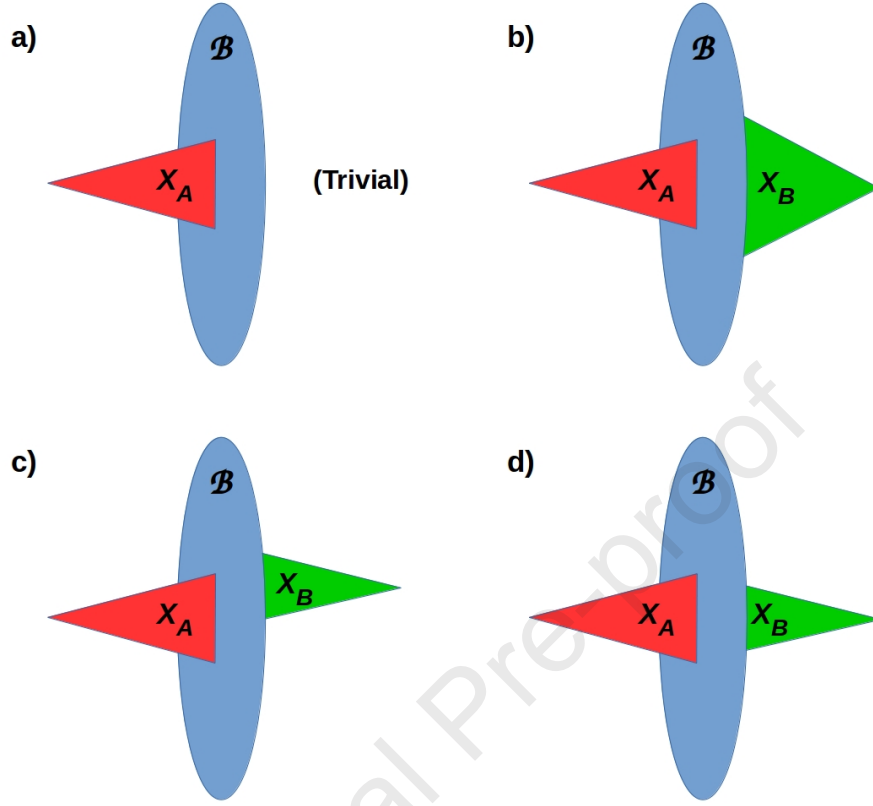 a)
ℬ
X_A
(Trivial)
b)
ℬ
X_A
X_B
c)
ℬ
X_A
X_B
d)
ℬ
X_A
X_B
al Pre-proof